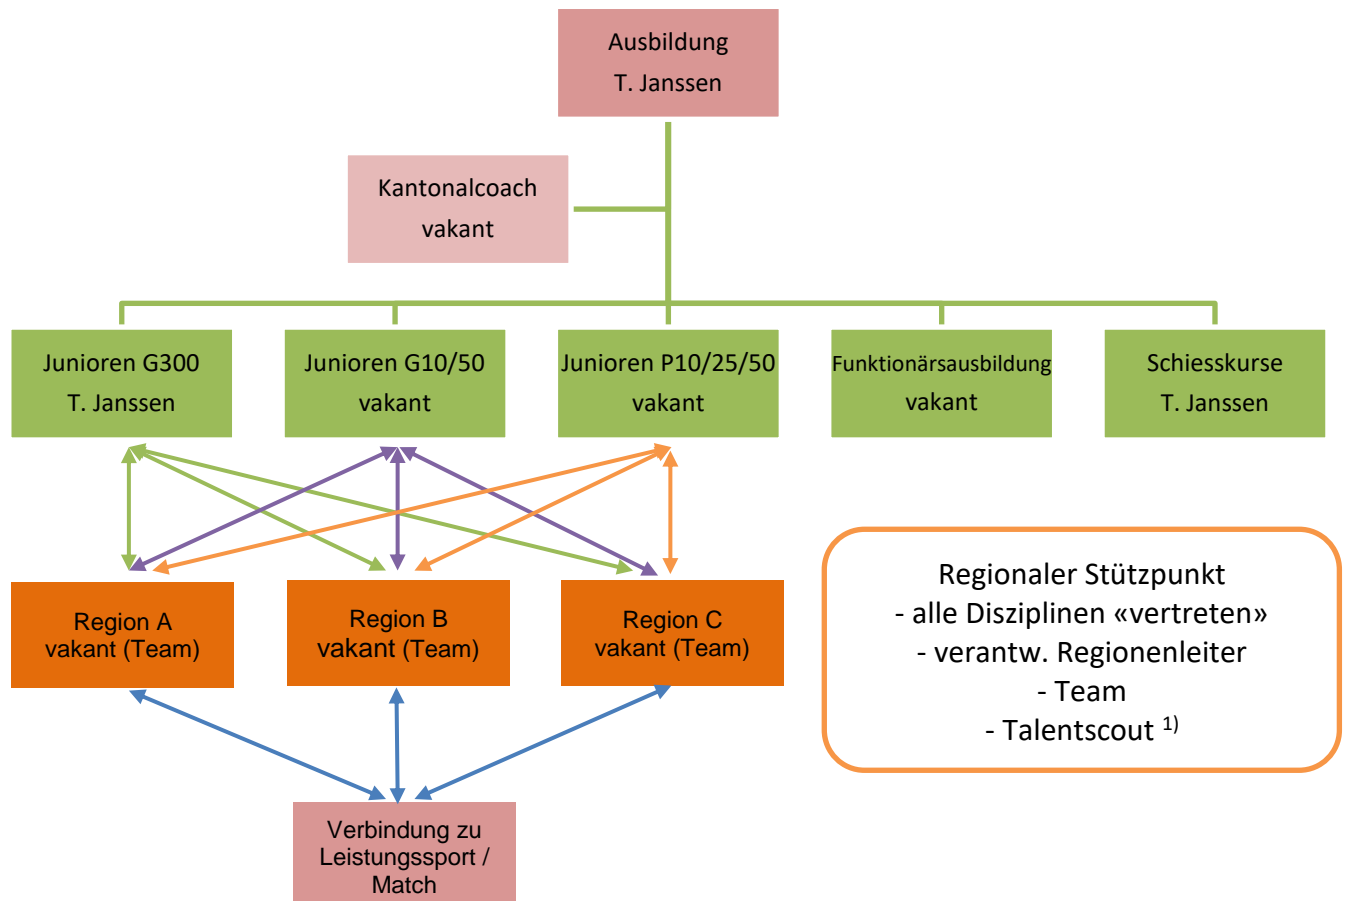 Ausbildung
T. Janssen
Kantonalcoach
vakant
Junioren G300
T. Janssen
Junioren G10/50
vakant
Junioren P10/25/50
vakant
Funktionärsausbildung
vakant
Schiesskurse
T. Janssen
Region A
vakant (Team)
Region B
vakant (Team)
Region C
vakant (Team)
Regionaler Stützpunkt
- alle Disziplinen «vertreten»
- verantw. Regionenleiter
- Team
- Talentscout 1)
Verbindung zu
Leistungssport /
Match